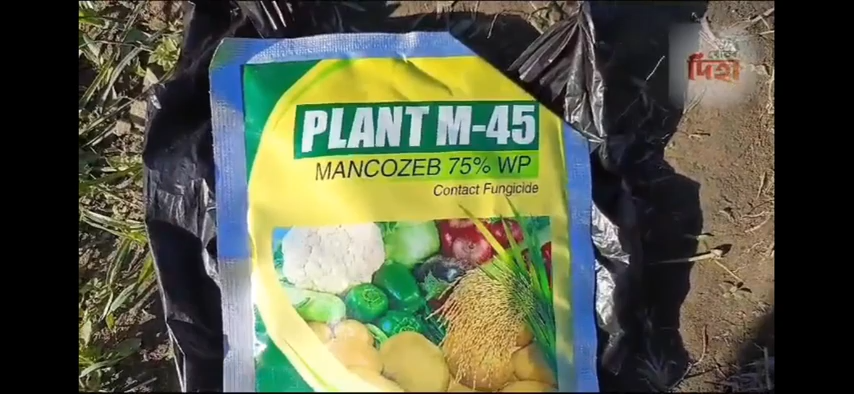 PLANT M-45
MANCOZEB 75% WP
Contact Fungicide
দিহা